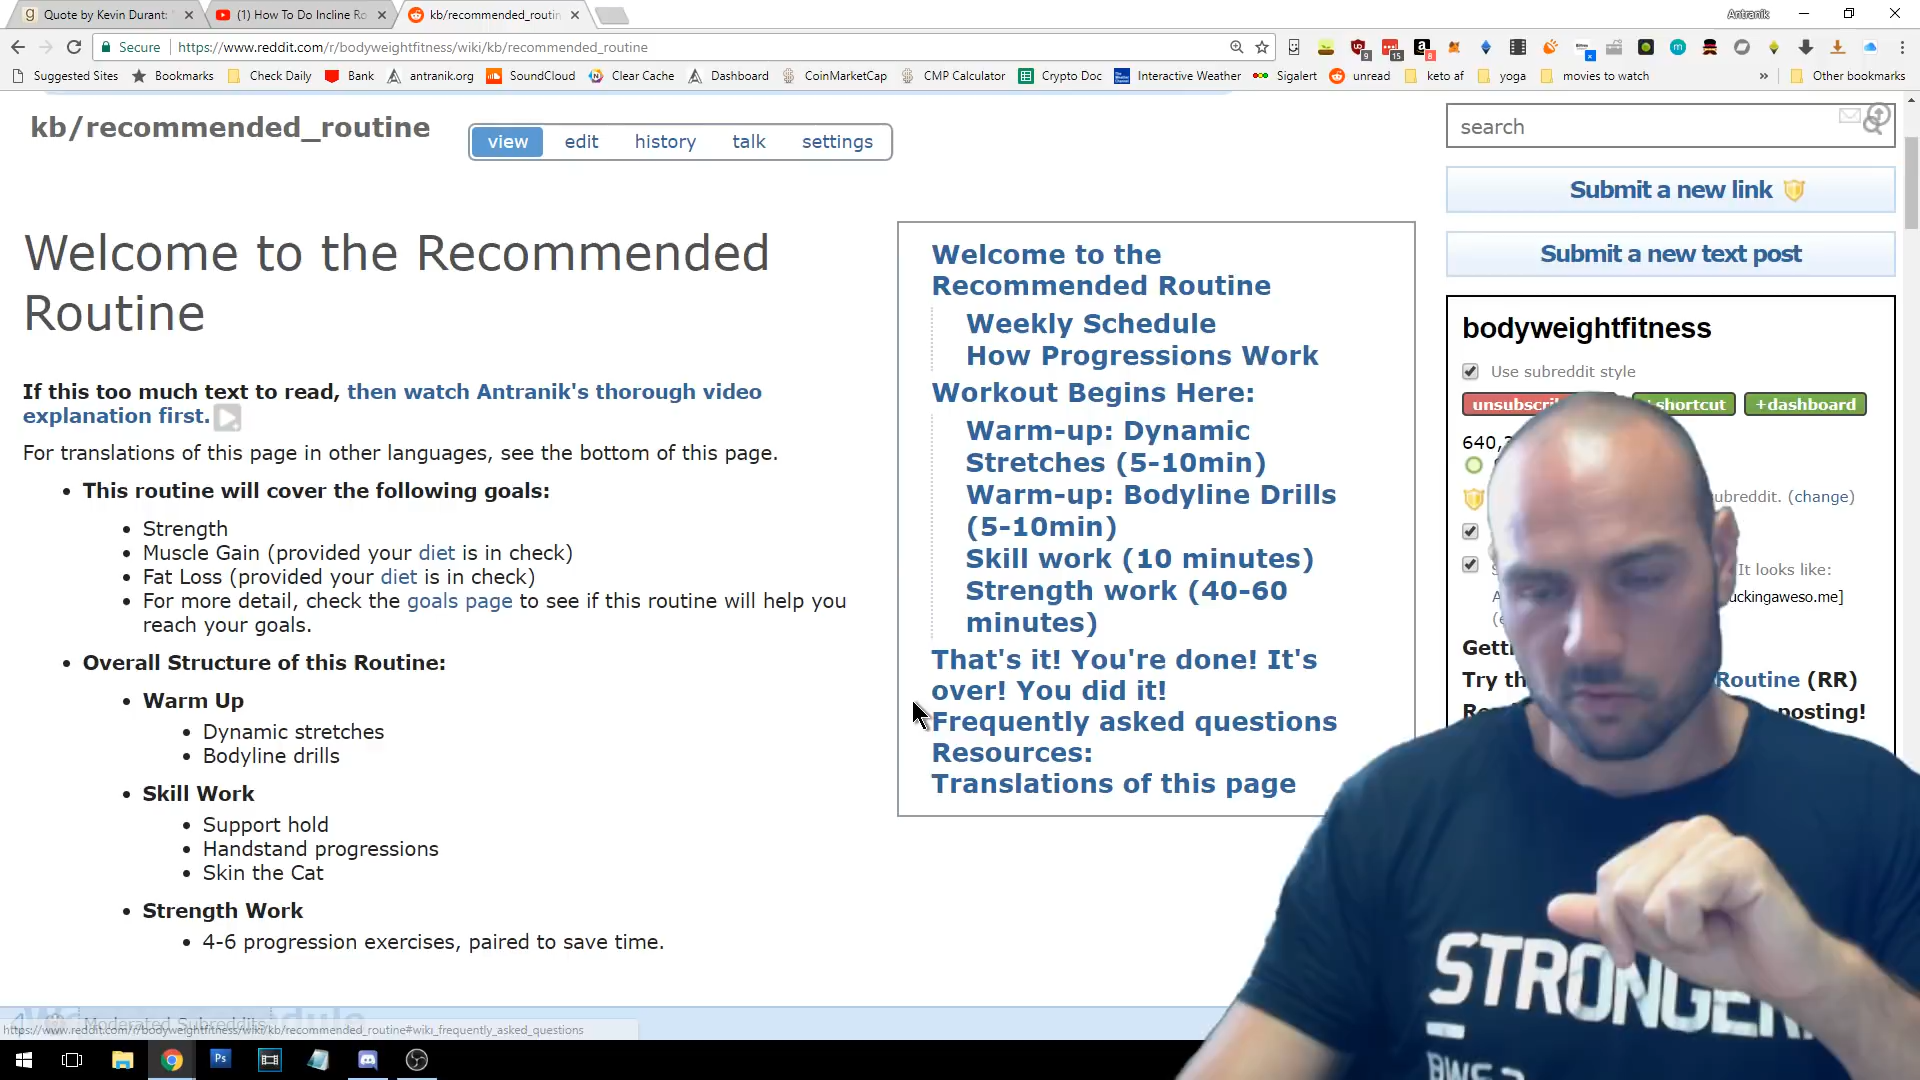 Quote by Kevin Durant:
(1) How To Do Incline Ro
kb/recommended_routin
Antranik
Secure
https://www.reddit.com/r/bodyweightfitness/wiki/kb/recommended_routine
9
15
8
Suggested Sites
Bookmarks
Check Daily
Bank
antranik.org
SoundCloud
Clear Cache
Dashboard
CoinMarketCap
CMP Calculator
Crypto Doc
Interactive Weather
Sigalert
unread
keto af
yoga
movies to watch
»
Other bookmarks
kb/recommended_routine
view
edit
history
talk
settings
Welcome to the Recommended
Routine
If this too much text to read, then watch Antranik's thorough video
explanation first.
For translations of this page in other languages, see the bottom of this page.
• This routine will cover the following goals:
• Strength
• Muscle Gain (provided your diet is in check)
• Fat Loss (provided your diet is in check)
• For more detail, check the goals page to see if this routine will help you
reach your goals.
• Overall Structure of this Routine:
• Warm Up
• Dynamic stretches
• Bodyline drills
• Skill Work
• Support hold
• Handstand progressions
• Skin the Cat
• Strength Work
• 4-6 progression exercises, paired to save time.
Moderated Subreddits
https://www.reddit.com/r/bodyweightfitness/wiki/kb/recommended_routine#wiki_frequently_asked_questions
Welcome to the
Recommended Routine
Weekly Schedule
How Progressions Work
Workout Begins Here:
Warm-up: Dynamic
Stretches (5-10min)
Warm-up: Bodyline Drills
(5-10min)
Skill work (10 minutes)
Strength work (40-60
minutes)
That's it! You're done! It's
over! You did it!
Frequently asked questions
Resources:
Translations of this page
search
Submit a new link
Submit a new text post
bodyweightfitness
Use subreddit style
unsubscri
shortcut
+dashboard
640,
subreddit. (change)
It looks like:
uckingaweso.me]
Routine (RR)
posting!
Ps
STRONGER